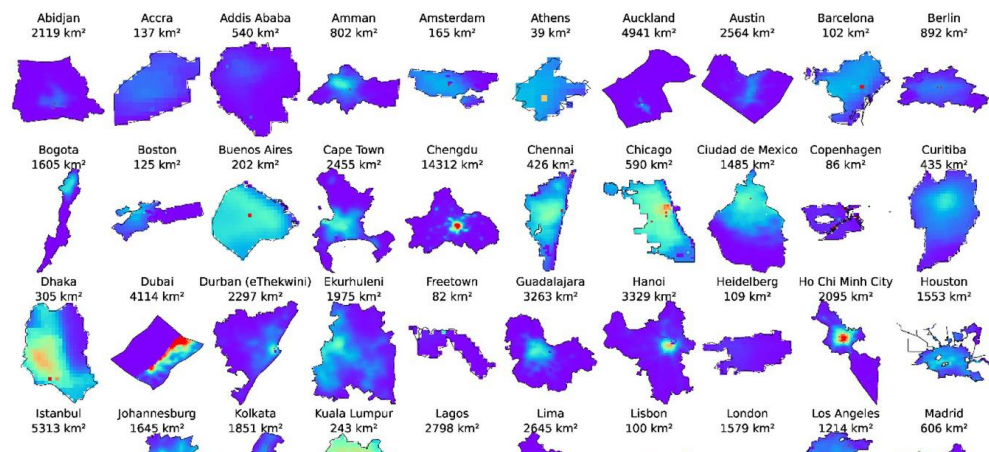 Abidjan Accra Addis Ababa Amman Amsterdam Athens Auckland Austin Barcelona Berlin
2119 km² 137 km² 540 km² 802 km² 165 km² 39 km² 4941 km² 2564 km² 102 km² 892 km²
Bogota Boston Buenos Aires Cape Town Chengdu Chennai Chicago Ciudad de Mexico Copenhagen Curitiba
1605 km² 125 km² 202 km² 2455 km² 14312 km² 426 km² 590 km² 1485 km² 86 km² 435 km²
Dhaka Dubai Durban (eThekwini) Ekurhuleni Freetown Guadalajara Hanoi Heidelberg Ho Chi Minh City Houston
305 km² 4114 km² 2297 km² 1975 km² 82 km² 3263 km² 3329 km² 109 km² 2095 km² 1553 km²
Istanbul Johannesburg Kolkata Kuala Lumpur Lagos Lima Lisbon London Los Angeles Madrid
5313 km² 1645 km² 1851 km² 243 km² 2798 km² 2645 km² 100 km² 1579 km² 1214 km² 606 km²